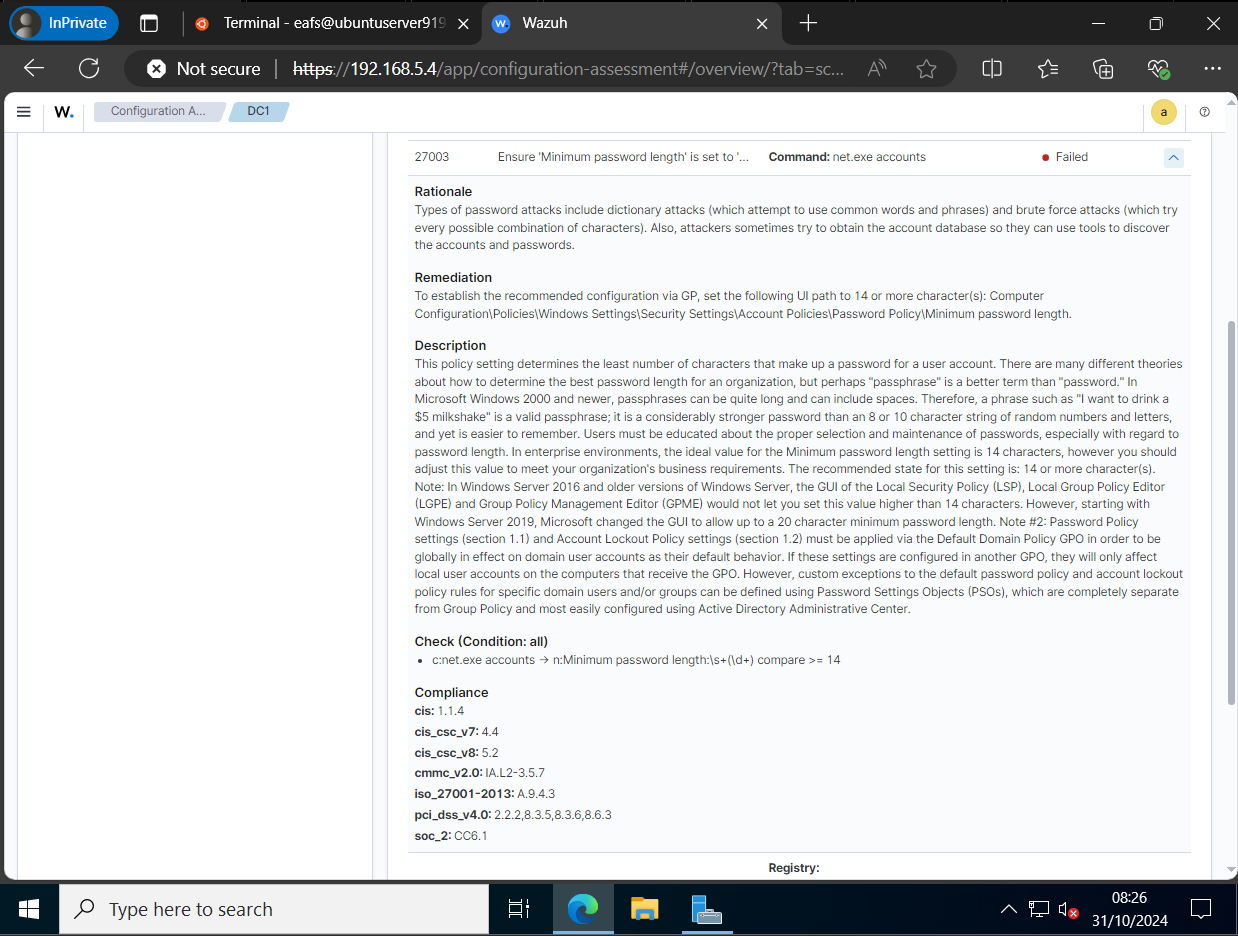 InPrivate
Terminal - eafs@ubuntuserver919
Wazuh
Not secure
https://192.168.5.4/app/configuration-assessment#/overview/?tab=sc...
W.
Configuration A...
DC1
a
27003
Ensure 'Minimum password length' is set to '...
Command: net.exe accounts
Failed
Rationale
Types of password attacks include dictionary attacks (which attempt to use common words and phrases) and brute force attacks (which try
every possible combination of characters). Also, attackers sometimes try to obtain the account database so they can use tools to discover
the accounts and passwords.
Remediation
To establish the recommended configuration via GP, set the following UI path to 14 or more character(s): Computer
Configuration\Policies\Windows Settings\Security Settings\Account Policies\Password Policy\Minimum password length.
Description
This policy setting determines the least number of characters that make up a password for a user account. There are many different theories
about how to determine the best password length for an organization, but perhaps "passphrase" is a better term than "password." In
Microsoft Windows 2000 and newer, passphrases can be quite long and can include spaces. Therefore, a phrase such as "I want to drink a
$5 milkshake" is a valid passphrase; it is a considerably stronger password than an 8 or 10 character string of random numbers and letters,
and yet is easier to remember. Users must be educated about the proper selection and maintenance of passwords, especially with regard to
password length. In enterprise environments, the ideal value for the Minimum password length setting is 14 characters, however you should
adjust this value to meet your organization's business requirements. The recommended state for this setting is: 14 or more character(s).
Note: In Windows Server 2016 and older versions of Windows Server, the GUI of the Local Security Policy (LSP), Local Group Policy Editor
(LGPE) and Group Policy Management Editor (GPME) would not let you set this value higher than 14 characters. However, starting with
Windows Server 2019, Microsoft changed the GUI to allow up to a 20 character minimum password length. Note #2: Password Policy
settings (section 1.1) and Account Lockout Policy settings (section 1.2) must be applied via the Default Domain Policy GPO in order to be
globally in effect on domain user accounts as their default behavior. If these settings are configured in another GPO, they will only affect
local user accounts on the computers that receive the GPO. However, custom exceptions to the default password policy and account lockout
policy rules for specific domain users and/or groups can be defined using Password Settings Objects (PSOs), which are completely separate
from Group Policy and most easily configured using Active Directory Administrative Center.
Check (Condition: all)
• c:net.exe accounts → n:Minimum password length:\s+(\d+) compare >= 14
Compliance
cis: 1.1.4
cis_csc_v7: 4.4
cis_csc_v8: 5.2
cmmc_v2.0: IA.L2-3.5.7
iso_27001-2013: A.9.4.3
pci_dss_v4.0: 2.2.2,8.3.5,8.3.6,8.6.3
soc_2: CC6.1
Registry:
Type here to search
08:26
31/10/2024